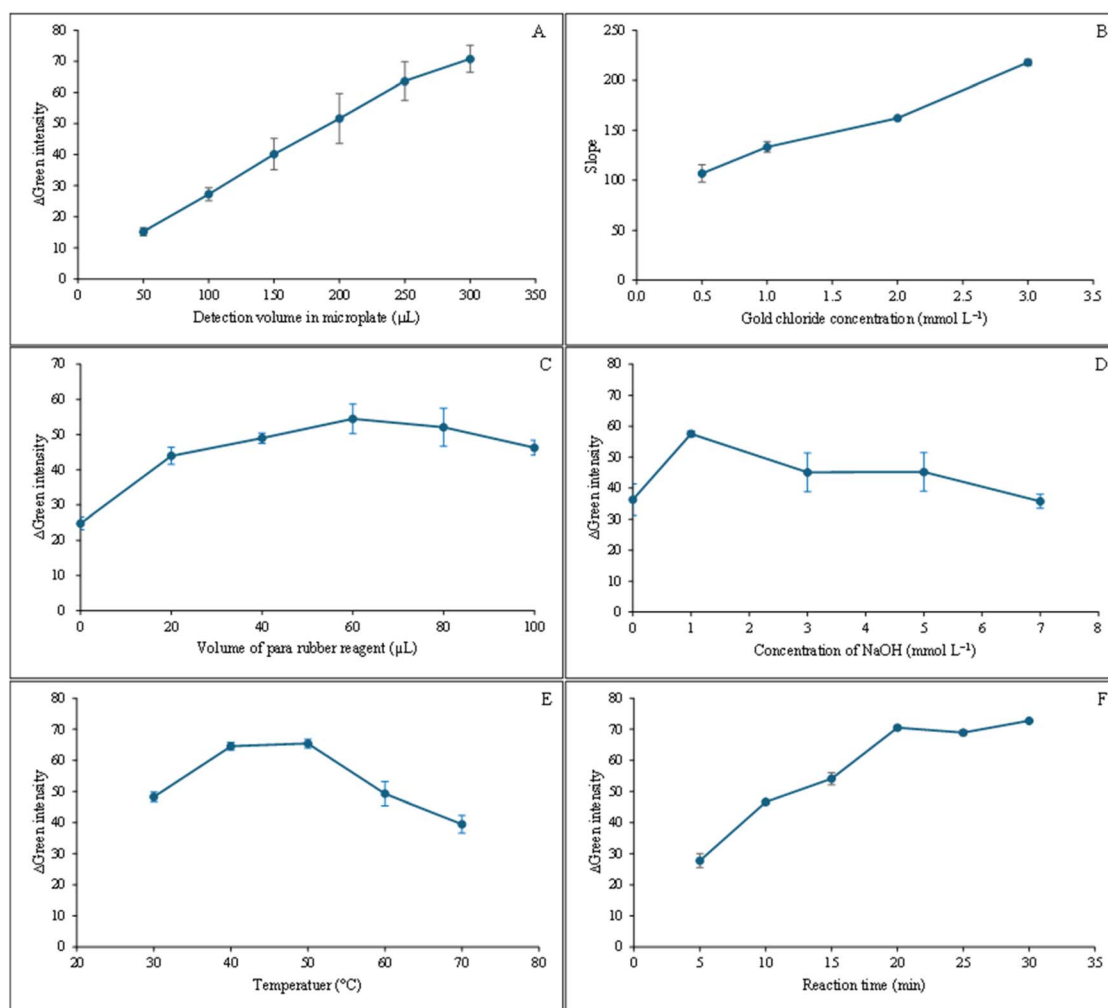 A
80
70
60
50
40
30
20
10
0
ΔGreen intensity
0 50 100 150 200 250 300 350
Detection volume in microplate (µL)
B
250
200
150
100
50
0
Slope
0.0 0.5 1.0 1.5 2.0 2.5 3.0 3.5
Gold chloride concentration (mmol L⁻¹)
C
70
60
50
40
30
20
10
0
ΔGreen intensity
0 20 40 60 80 100
Volume of para rubber reagent (µL)
D
80
70
60
50
40
30
20
10
0
ΔGreen intensity
0 1 2 3 4 5 6 7 8
Concentration of NaOH (mmol L⁻¹)
E
80
70
60
50
40
30
20
10
0
ΔGreen intensity
20 30 40 50 60 70 80
Temperatuer (°C)
F
80
70
60
50
40
30
20
10
0
ΔGreen intensity
0 5 10 15 20 25 30 35
Reaction time (min)